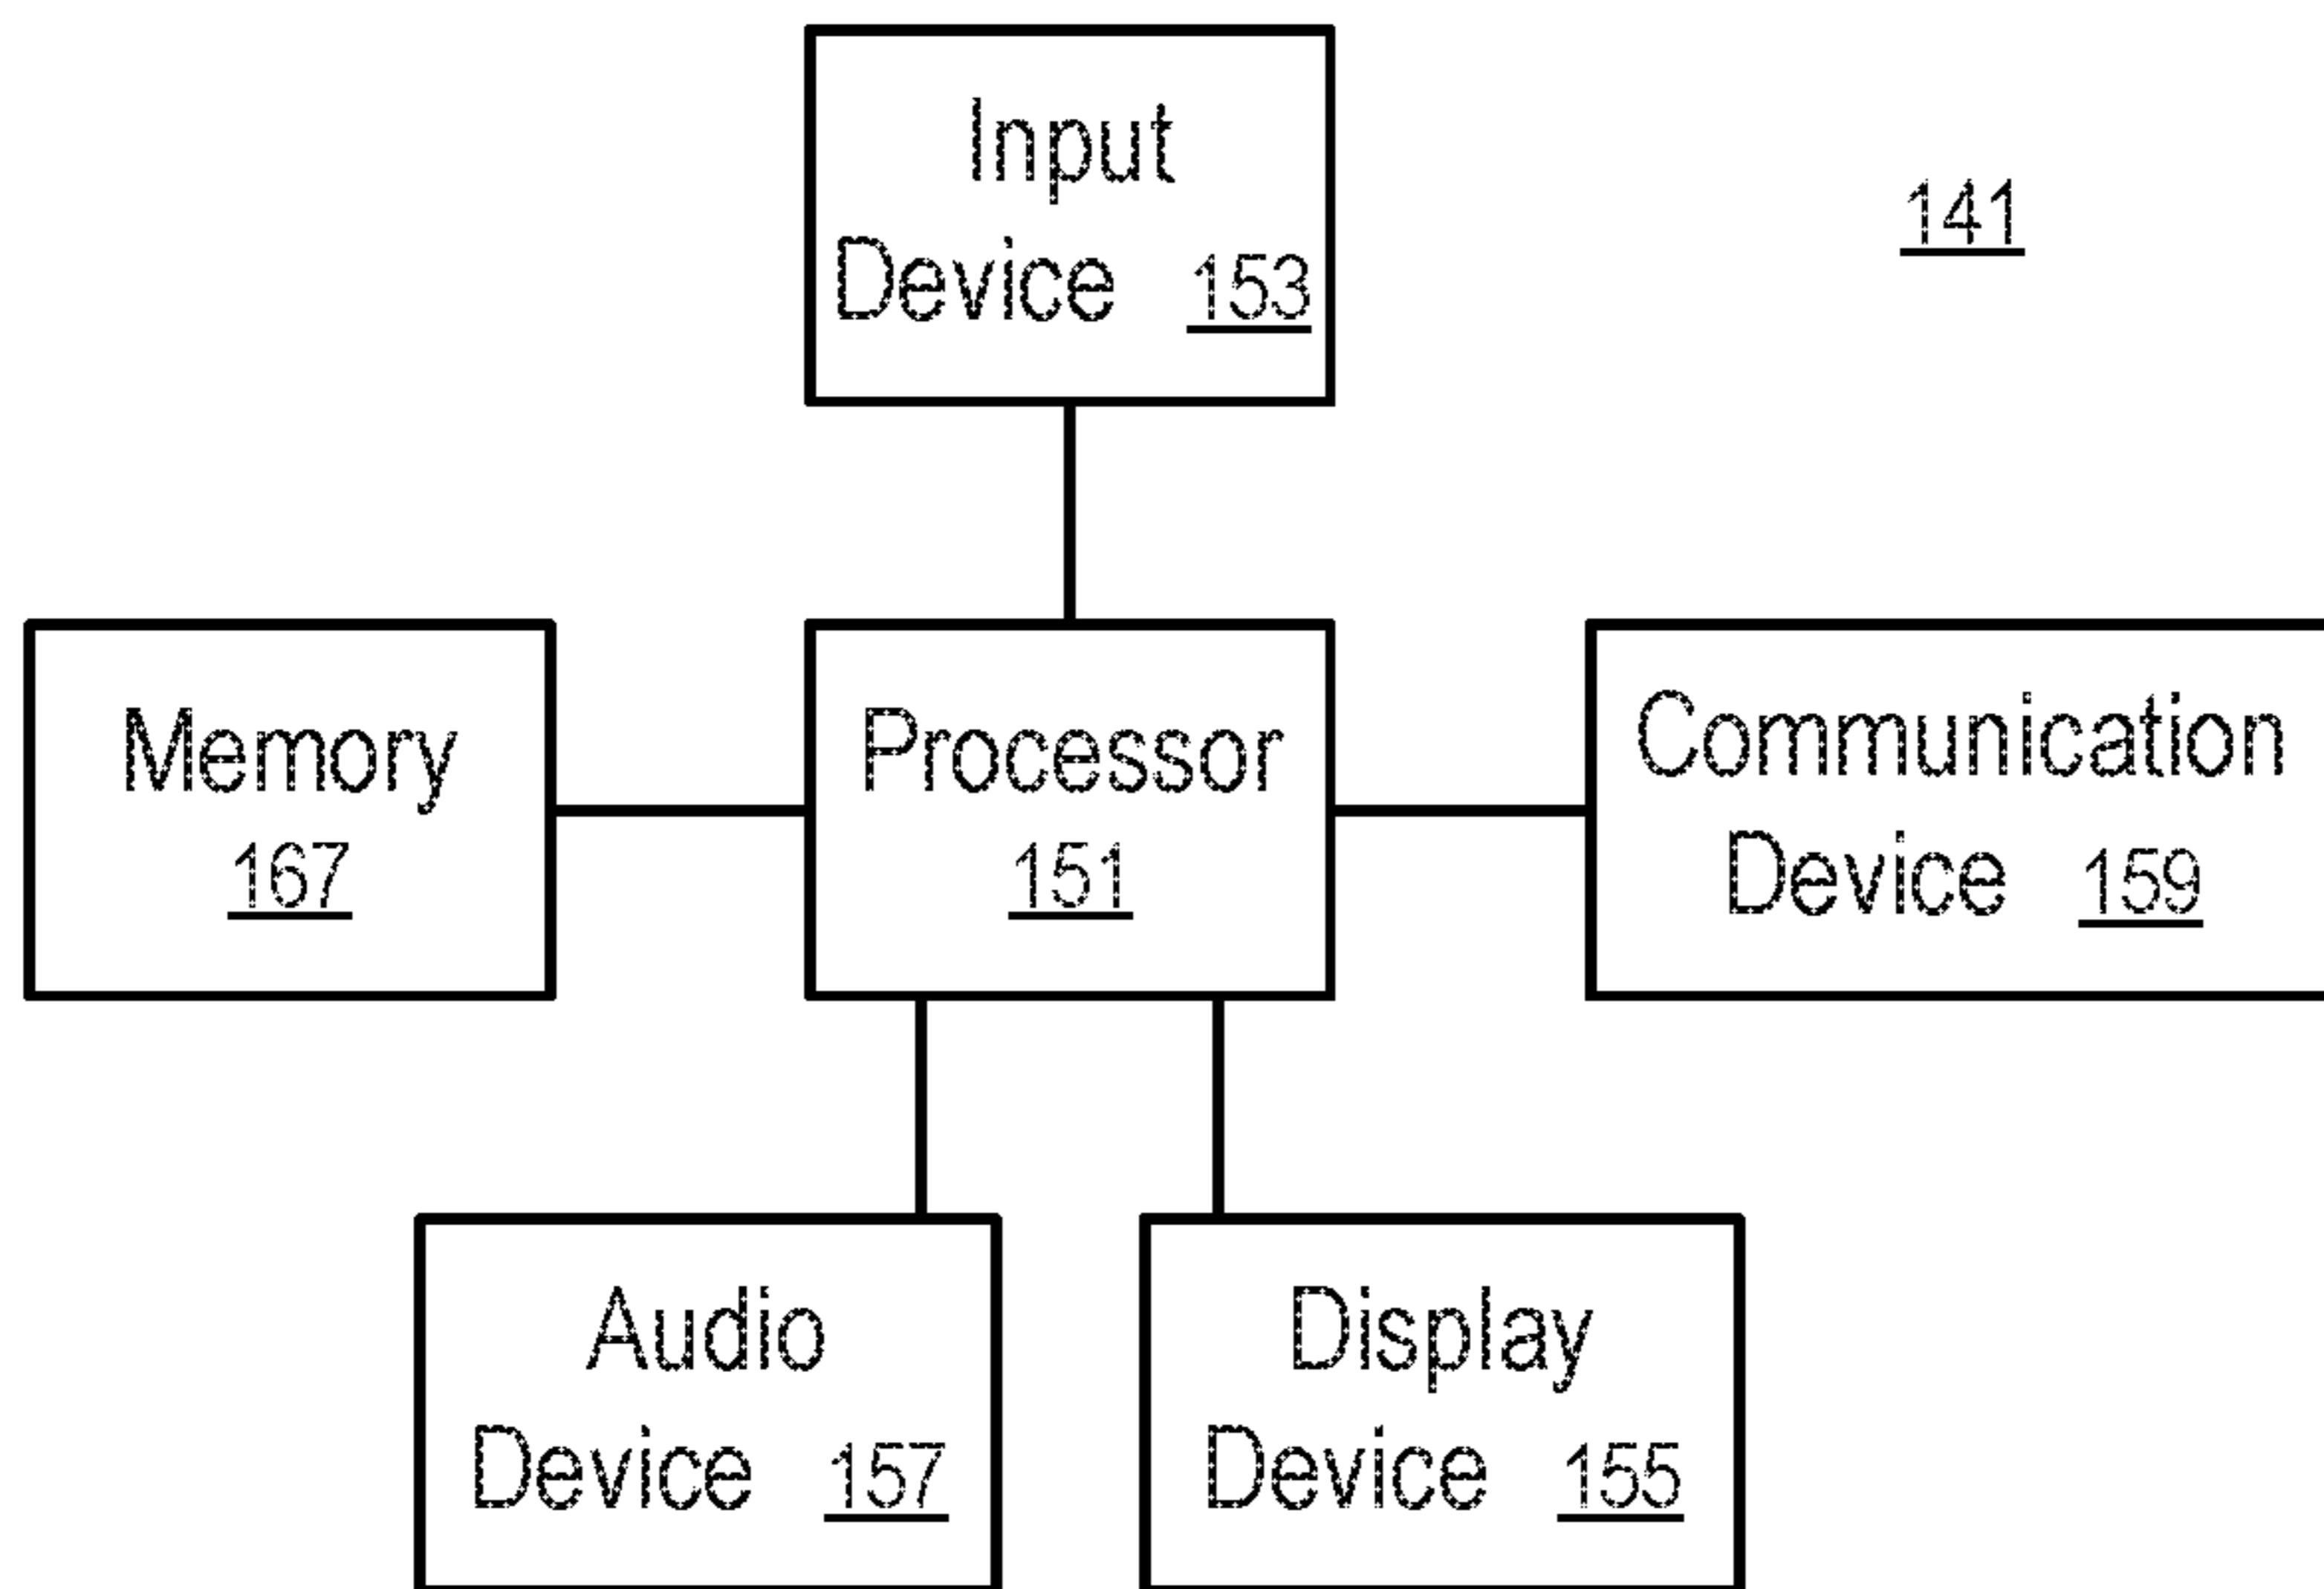 Input
Device 153
141
Memory
167
Processor
151
Communication
Device 159
Audio
Device 157
Display
Device 155